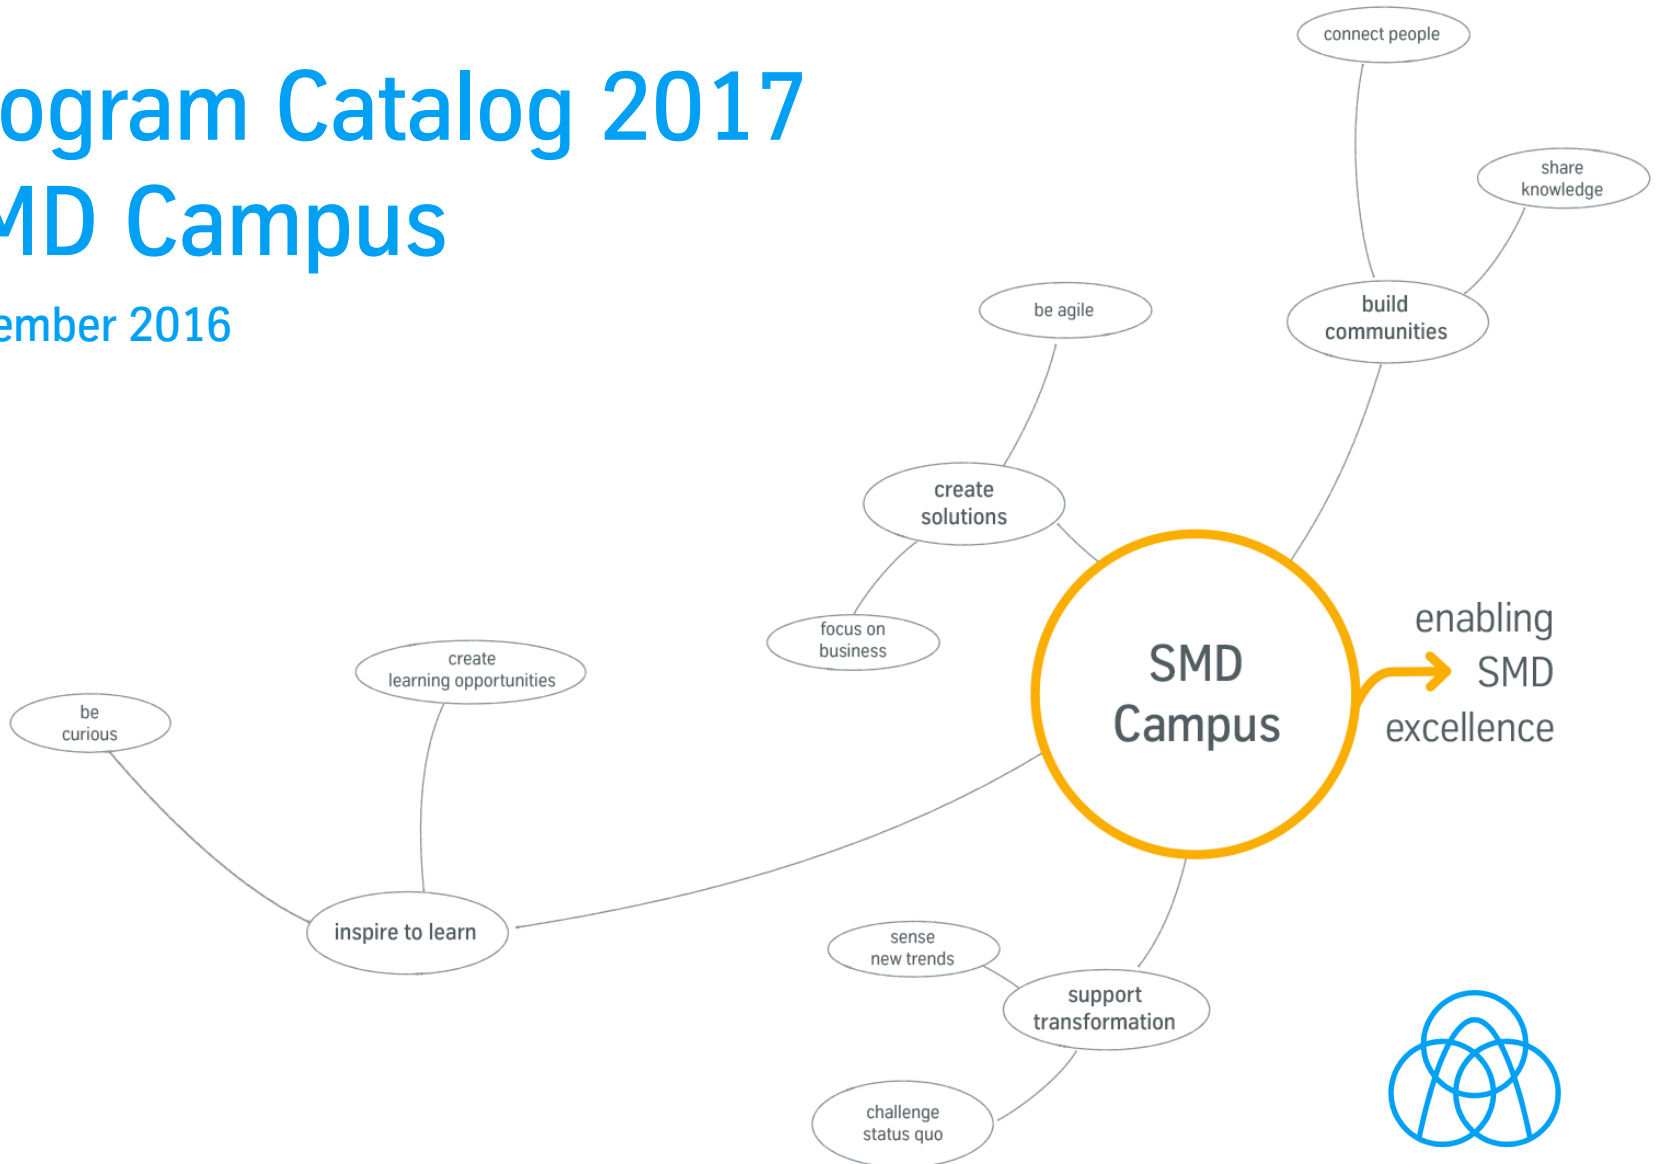 ogram Catalog 2017
MD Campus
ember 2016
connect people
share
knowledge
build
communities
be agile
create
solutions
focus on
business
create
learning opportunities
be
curious
inspire to learn
SMD
Campus
enabling
SMD
excellence
sense
new trends
support
transformation
challenge
status quo